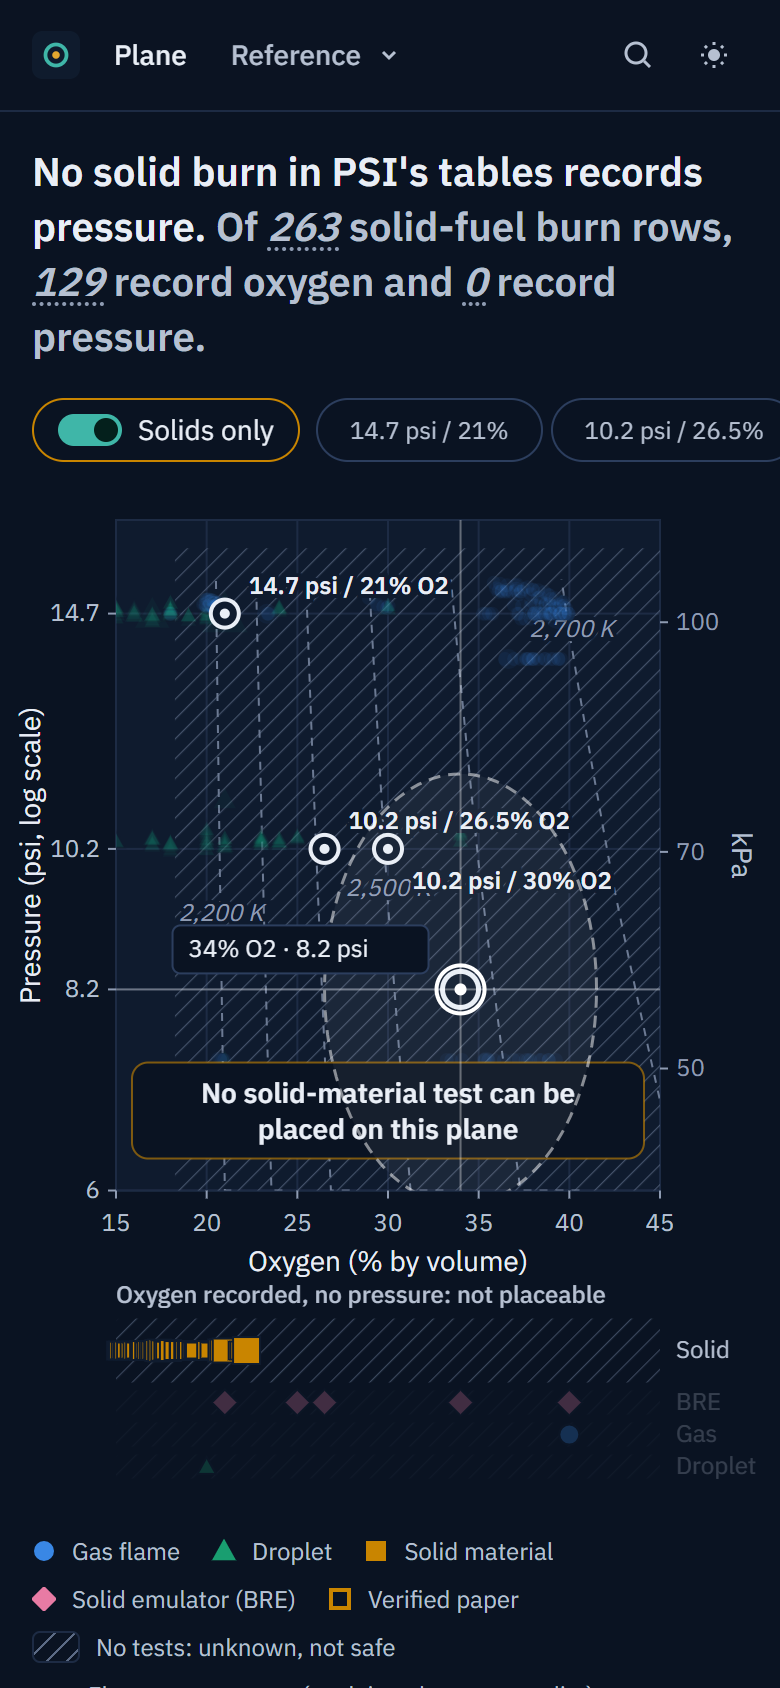 Plane
Reference
No solid burn in PSI's tables records
pressure. Of 263 solid-fuel burn rows,
129 record oxygen and 0 record
pressure.
Solids only
14.7 psi / 21%
10.2 psi / 26.5%
14.7 psi / 21% O2
14.7
100
2,700 K
Pressure (psi, log scale)
10.2 psi / 26.5% O2
10.2
70
kPa
2,500
10.2 psi / 30% O2
2,200 K
34% O2 · 8.2 psi
8.2
50
No solid-material test can be
placed on this plane
6
15 20 25 30 35 40 45
Oxygen (% by volume)
Oxygen recorded, no pressure: not placeable
Solid
BRE
Gas
Droplet
Gas flame
Droplet
Solid material
Solid emulator (BRE)
Verified paper
No tests: unknown, not safe